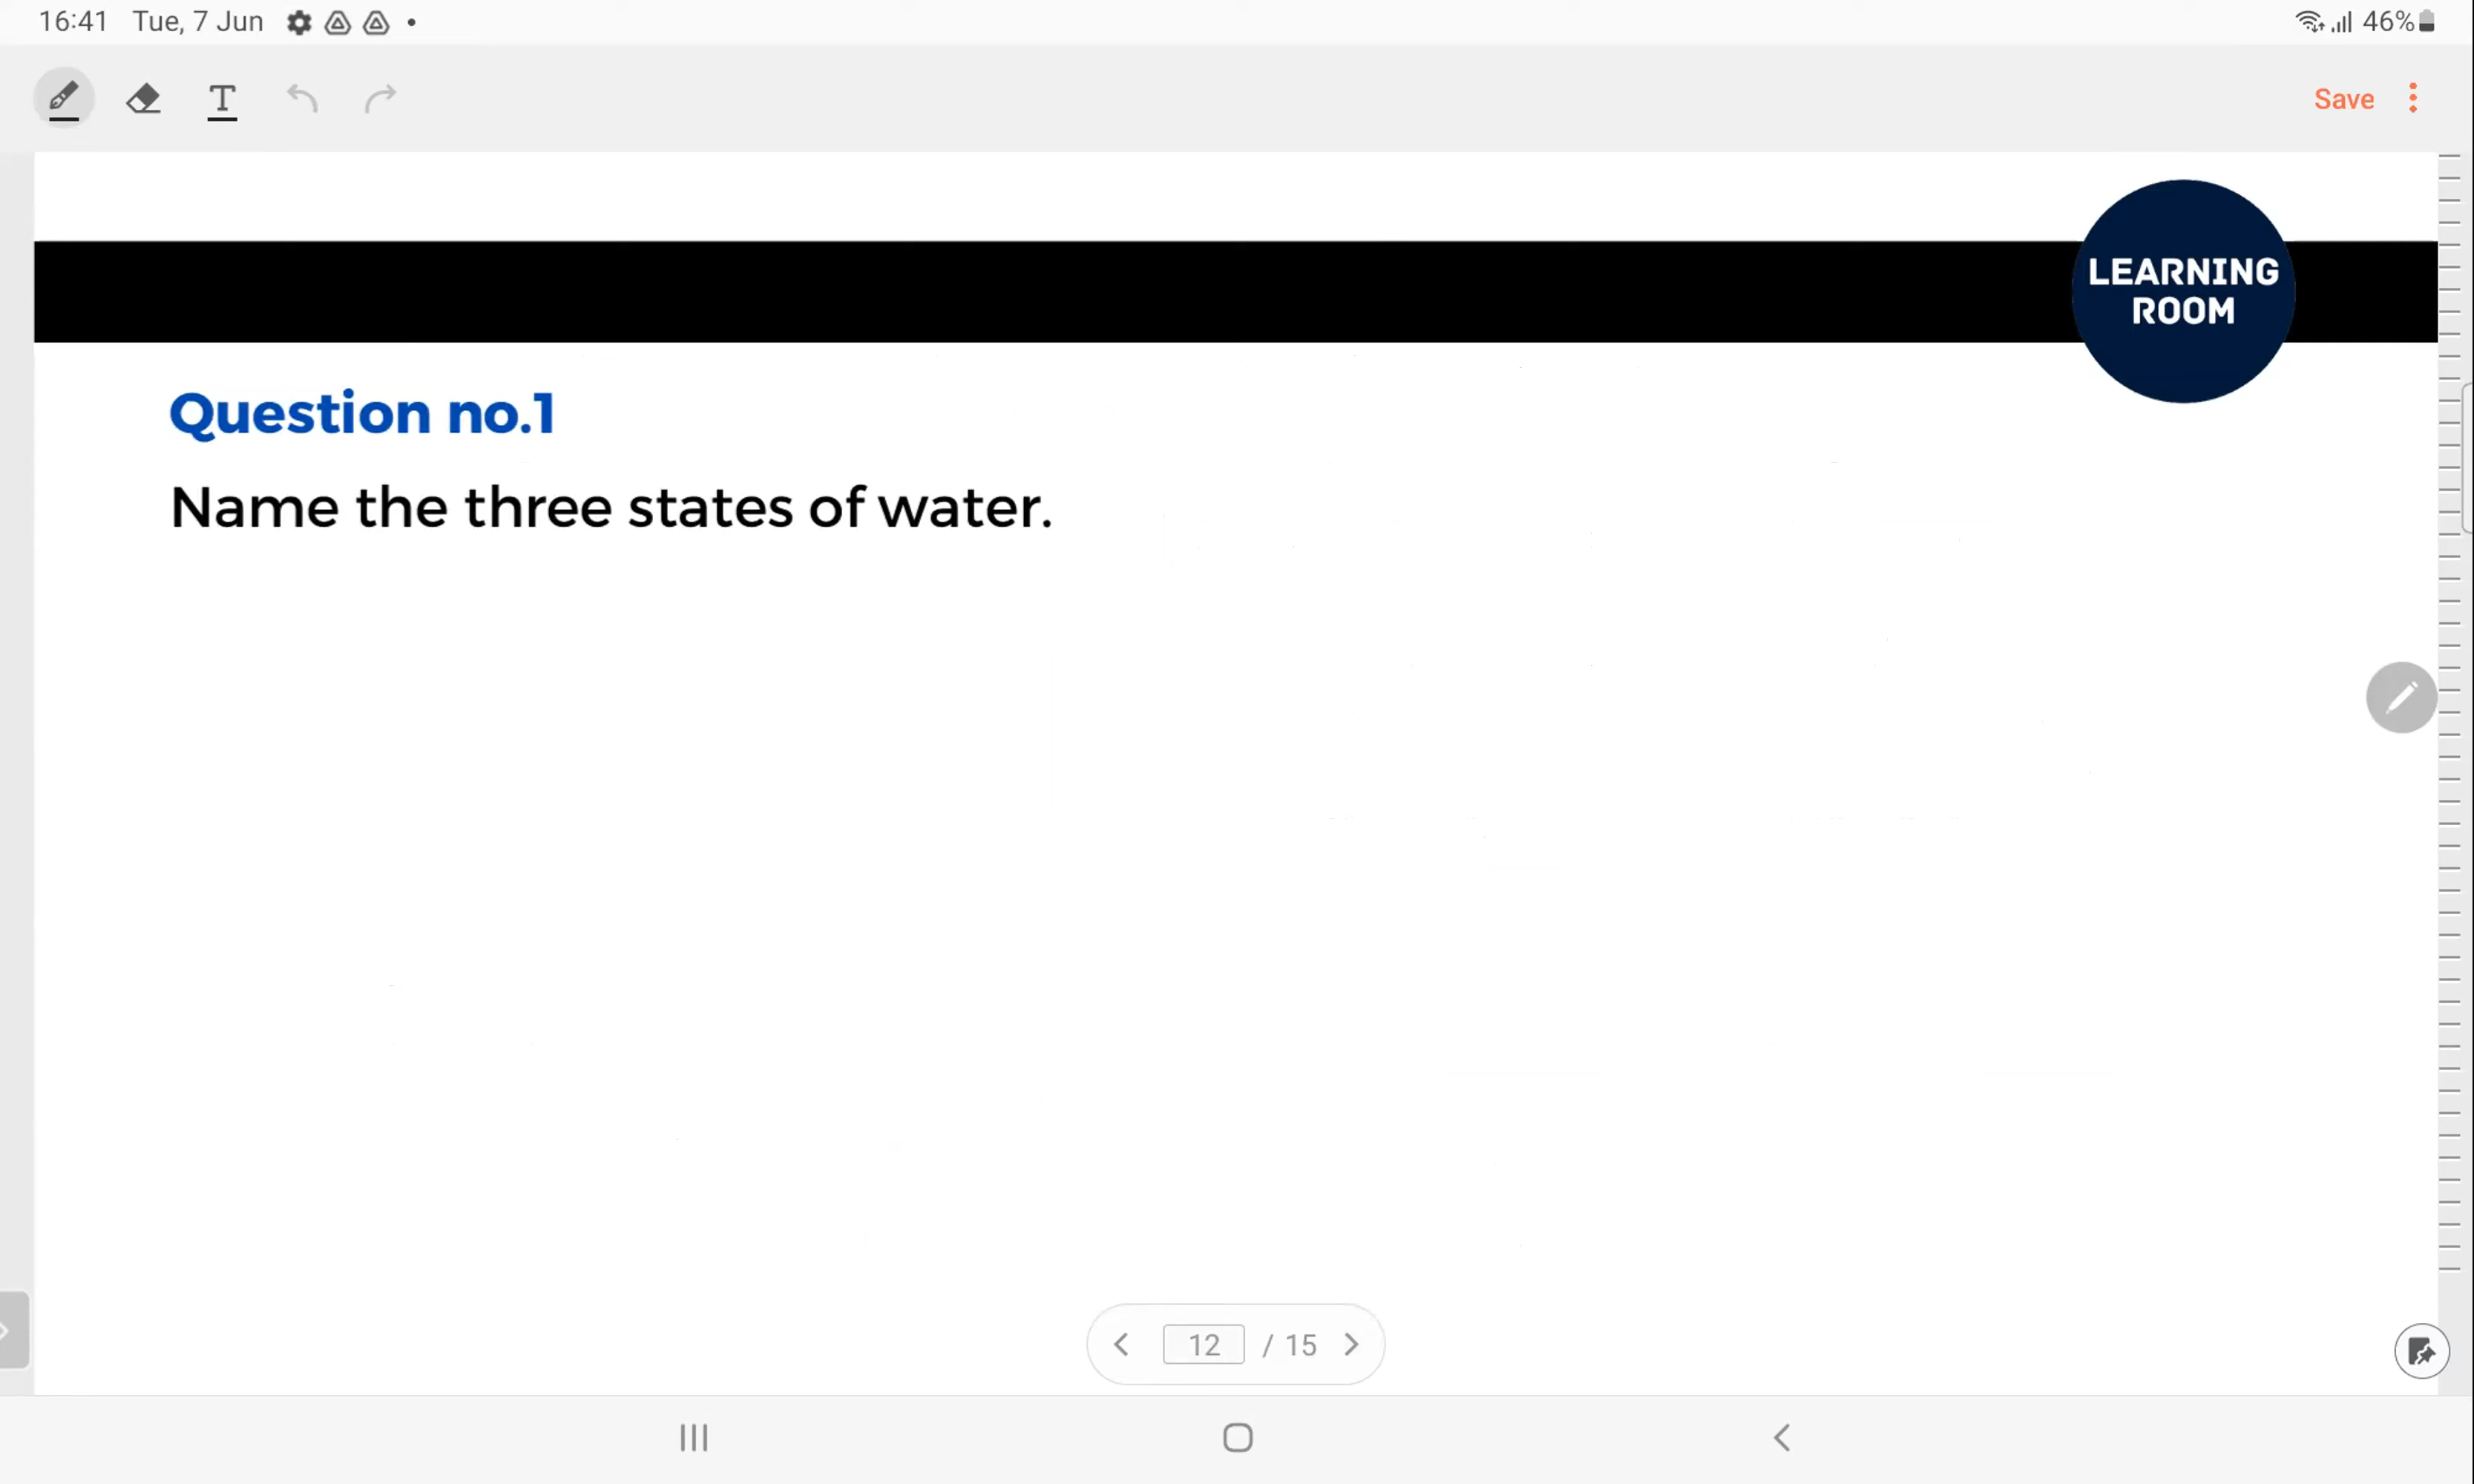 16:41 Tue, 7 Jun 46%
T Save
LEARNING
ROOM
Question no.1
Name the three states of water.
12 / 15